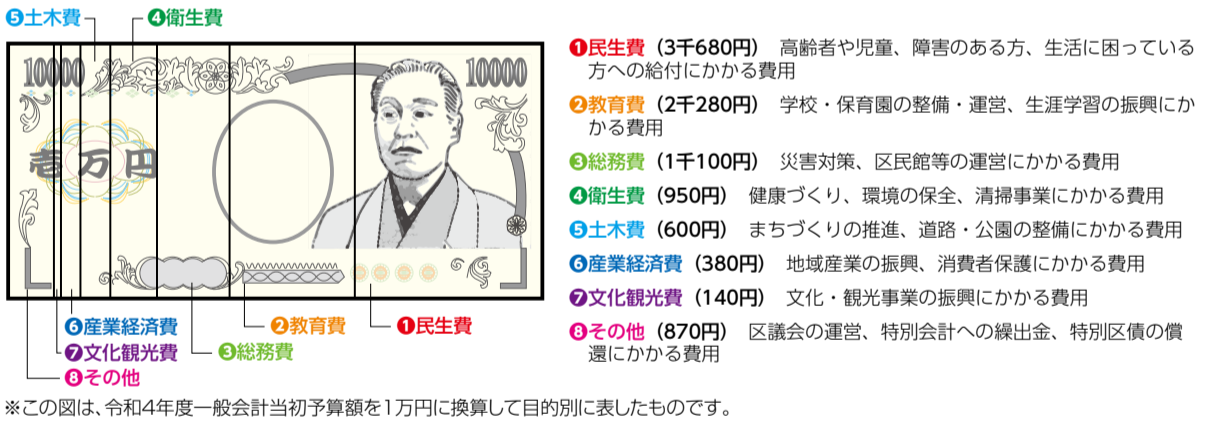 ❺土木費
❹衛生費
10000
10000
壱万円
❻産業経済費
❼文化観光費
❽その他
❸総務費
❷教育費
❶民生費
❶民生費（3千680円） 高齢者や児童、障害のある方、生活に困っている
方への給付にかかる費用
❷教育費（2千280円） 学校・保育園の整備・運営、生涯学習の振興にか
かる費用
❸総務費（1千100円） 災害対策、区民館等の運営にかかる費用
❹衛生費（950円） 健康づくり、環境の保全、清掃事業にかかる費用
❺土木費（600円） まちづくりの推進、道路・公園の整備にかかる費用
❻産業経済費（380円） 地域産業の振興、消費者保護にかかる費用
❼文化観光費（140円） 文化・観光事業の振興にかかる費用
❽その他（870円） 区議会の運営、特別会計への繰出金、特別区債の償
還にかかる費用
※この図は、令和4年度一般会計当初予算額を1万円に換算して目的別に表したものです。